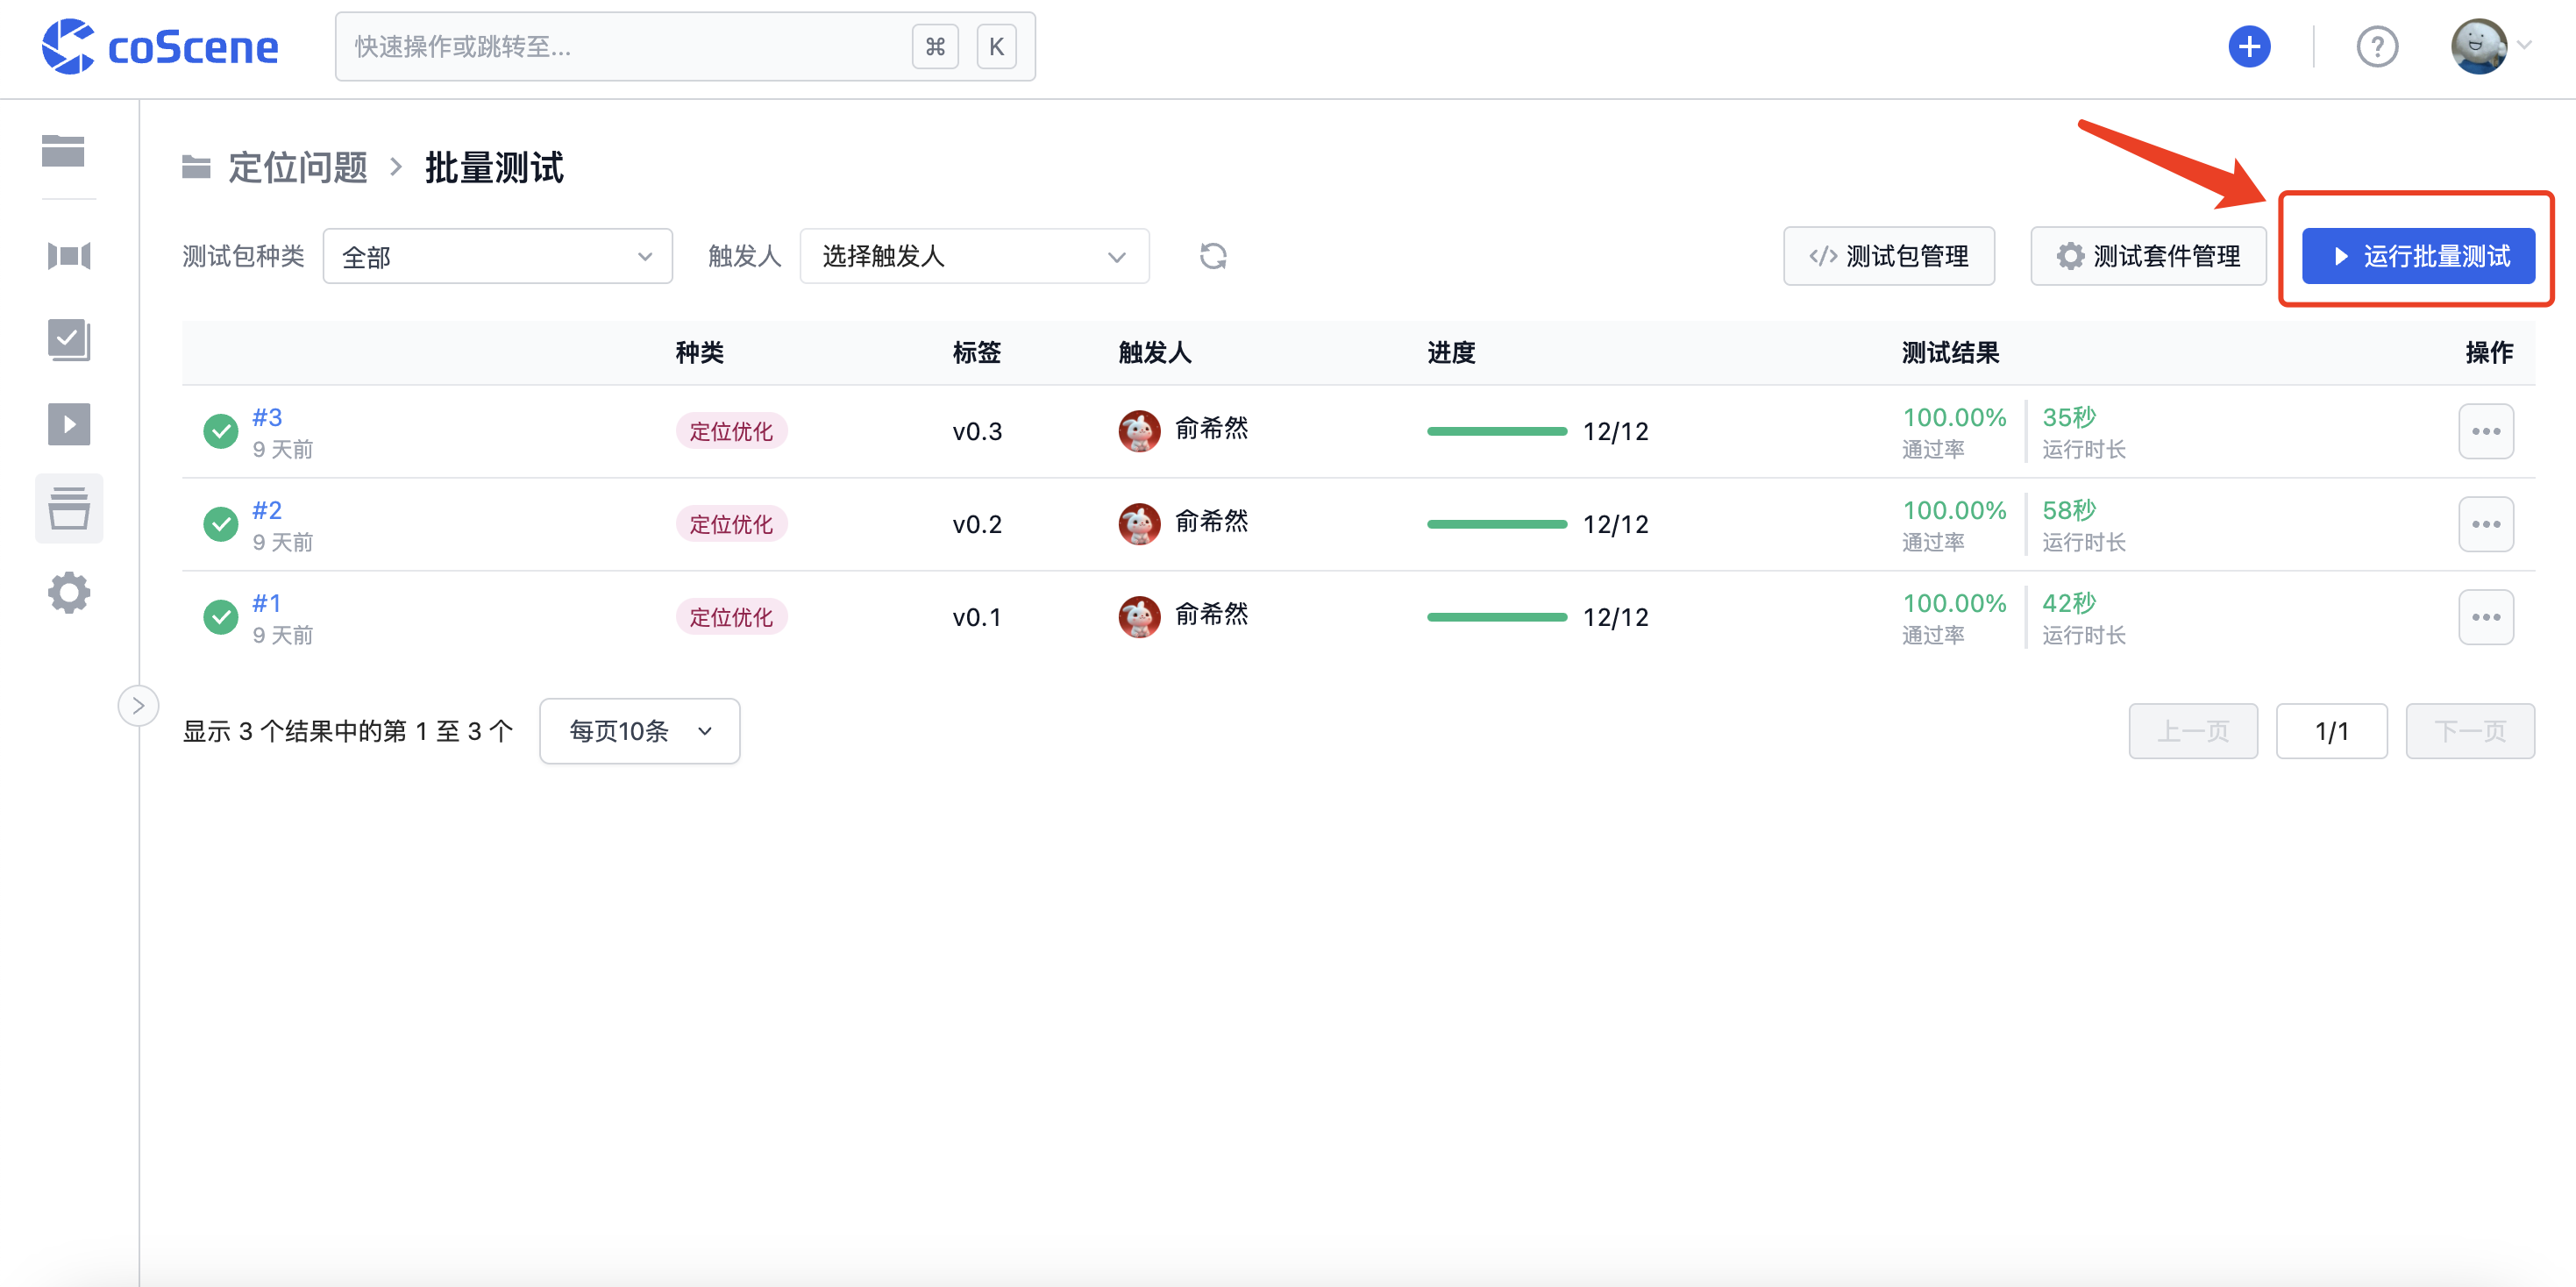 coScene
快速操作或跳转至...
⌘ K
定位问题 > 批量测试
测试包种类 全部 触发人 选择触发人 </> 测试包管理 测试套件管理 运行批量测试
种类 标签 触发人 进度 测试结果 操作
#3 定位优化 v0.3 俞希然 12/12 100.00% 35秒
9 天前 通过率 运行时长
#2 定位优化 v0.2 俞希然 12/12 100.00% 58秒
9 天前 通过率 运行时长
#1 定位优化 v0.1 俞希然 12/12 100.00% 42秒
9 天前 通过率 运行时长
显示 3 个结果中的第 1 至 3 个 每页10条 上一页 1/1 下一页